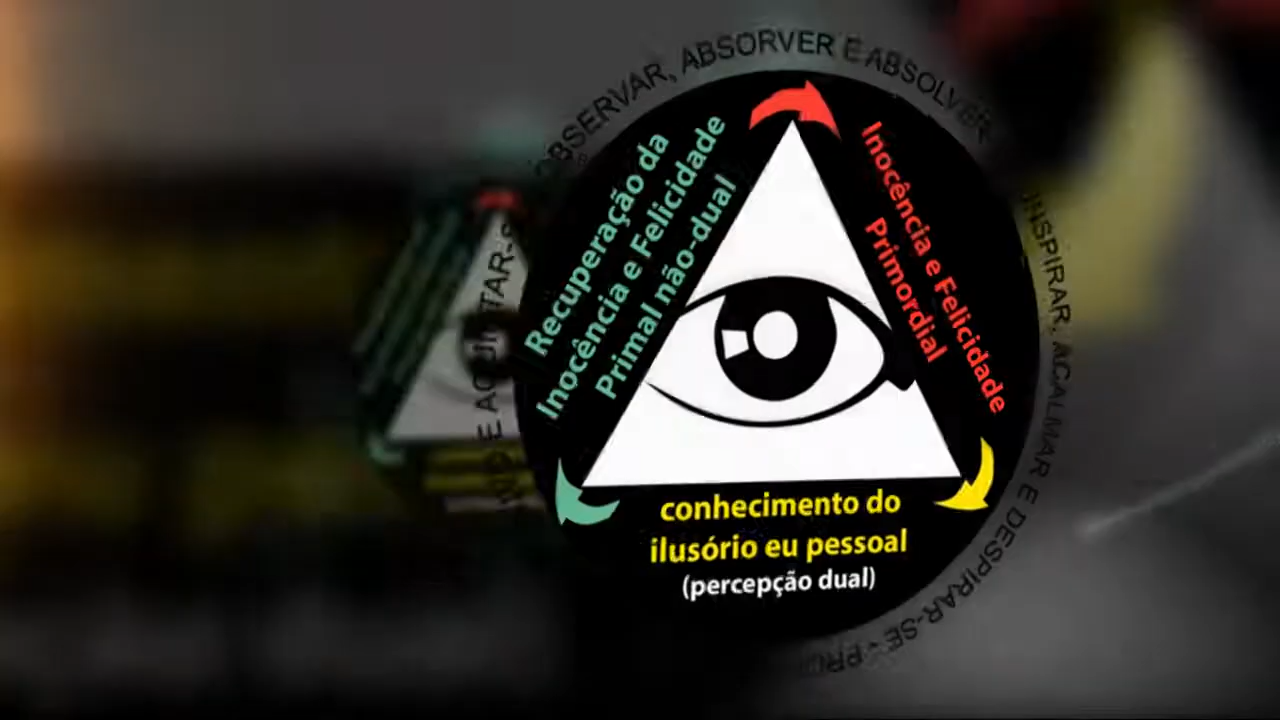 OBSERVAR, ABSORVER E ABSOLVER
INSPIRAR, ACALMAR E DESPIRAR-SE
Recuperação da
Inocência e Felicidade
Primal não-dual
Inocência e Felicidade
Primordial
conhecimento do
ilusório eu pessoal
(percepção dual)